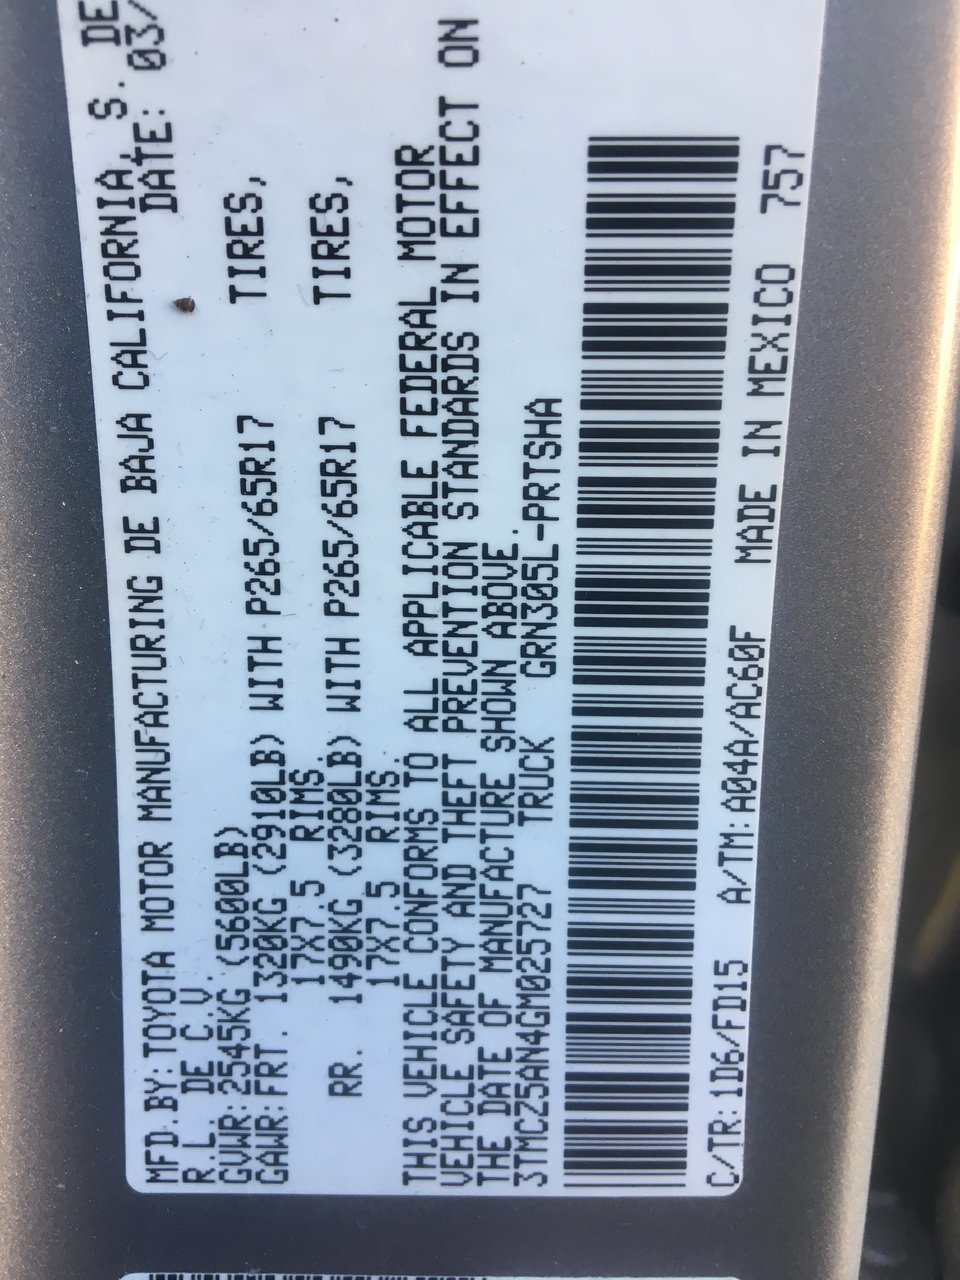 MFD.BY:TOYOTA MOTOR MANUFACTURING DE BAJA CALIFORNIA, S. DE
R.L. DE C.V. DATE: 03/
GVWR:2545KG (5600LB)
GAWR:FRT. 1320KG (2910LB) WITH P265/65R17 TIRES,
17X7.5 RIMS.
RR. 1490KG (3280LB) WITH P265/65R17 TIRES,
17X7.5 RIMS.
THIS VEHICLE CONFORMS TO ALL APPLICABLE FEDERAL MOTOR
VEHICLE SAFETY AND THEFT PREVENTION STANDARDS IN EFFECT ON
THE DATE OF MANUFACTURE SHOWN ABOVE.
3TMCZ5AN4GM025727 TRUCK GRN305L-PRTSHA
C/TR:1D6/FD15 A/TM:A04A/AC60F MADE IN MEXICO 757